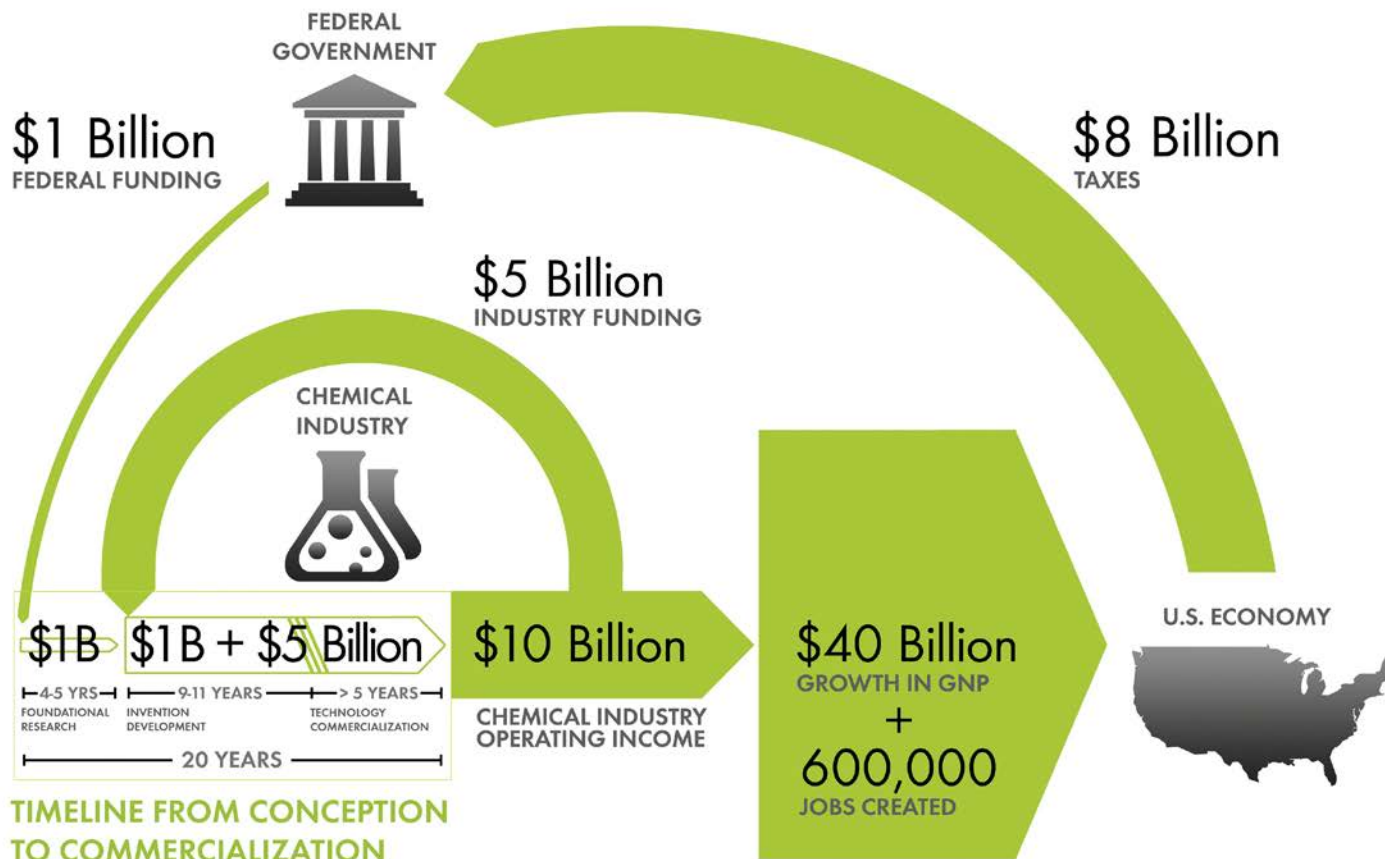 FEDERAL
GOVERNMENT
$1 Billion
FEDERAL FUNDING
$8 Billion
TAXES
$5 Billion
INDUSTRY FUNDING
CHEMICAL
INDUSTRY
$1B
$1B + $5 Billion
4-5 YRS
9-11 YEARS
> 5 YEARS
FOUNDATIONAL
RESEARCH
INVENTION
DEVELOPMENT
TECHNOLOGY
COMMERCIALIZATION
20 YEARS
TIMELINE FROM CONCEPTION
TO COMMERCIALIZATION
$10 Billion
CHEMICAL INDUSTRY
OPERATING INCOME
$40 Billion
GROWTH IN GNP
+
600,000
JOBS CREATED
U.S. ECONOMY